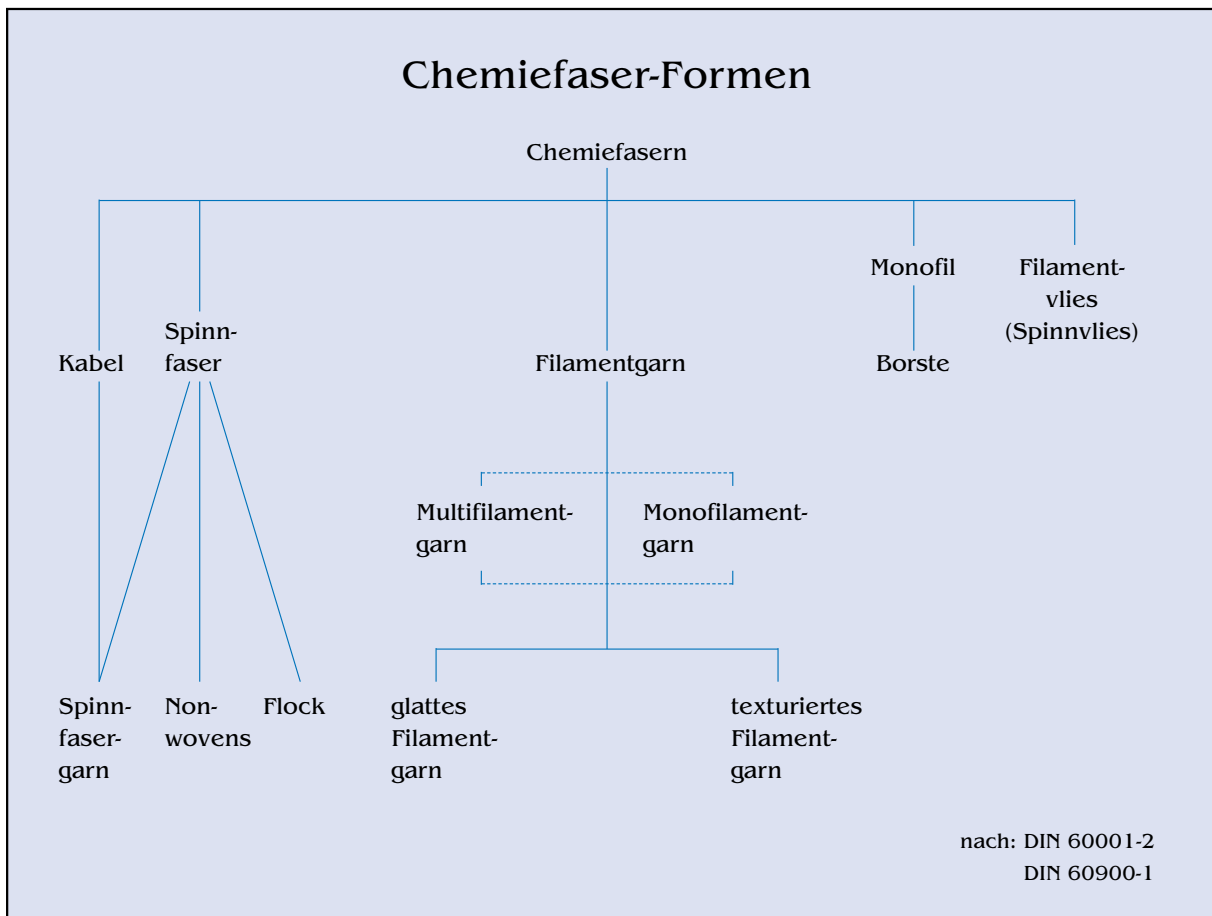 Chemiefaser-Formen
Chemiefasern
Monofil
Filament-
vlies
(Spinnvlies)
Kabel
Spinn-
faser
Filamentgarn
Borste
Multifilament-
garn
Monofilament-
garn
Spinn-
faser-
garn
Non-
wovens
Flock
glattes
Filament-
garn
texturiertes
Filament-
garn
nach: DIN 60001-2
DIN 60900-1